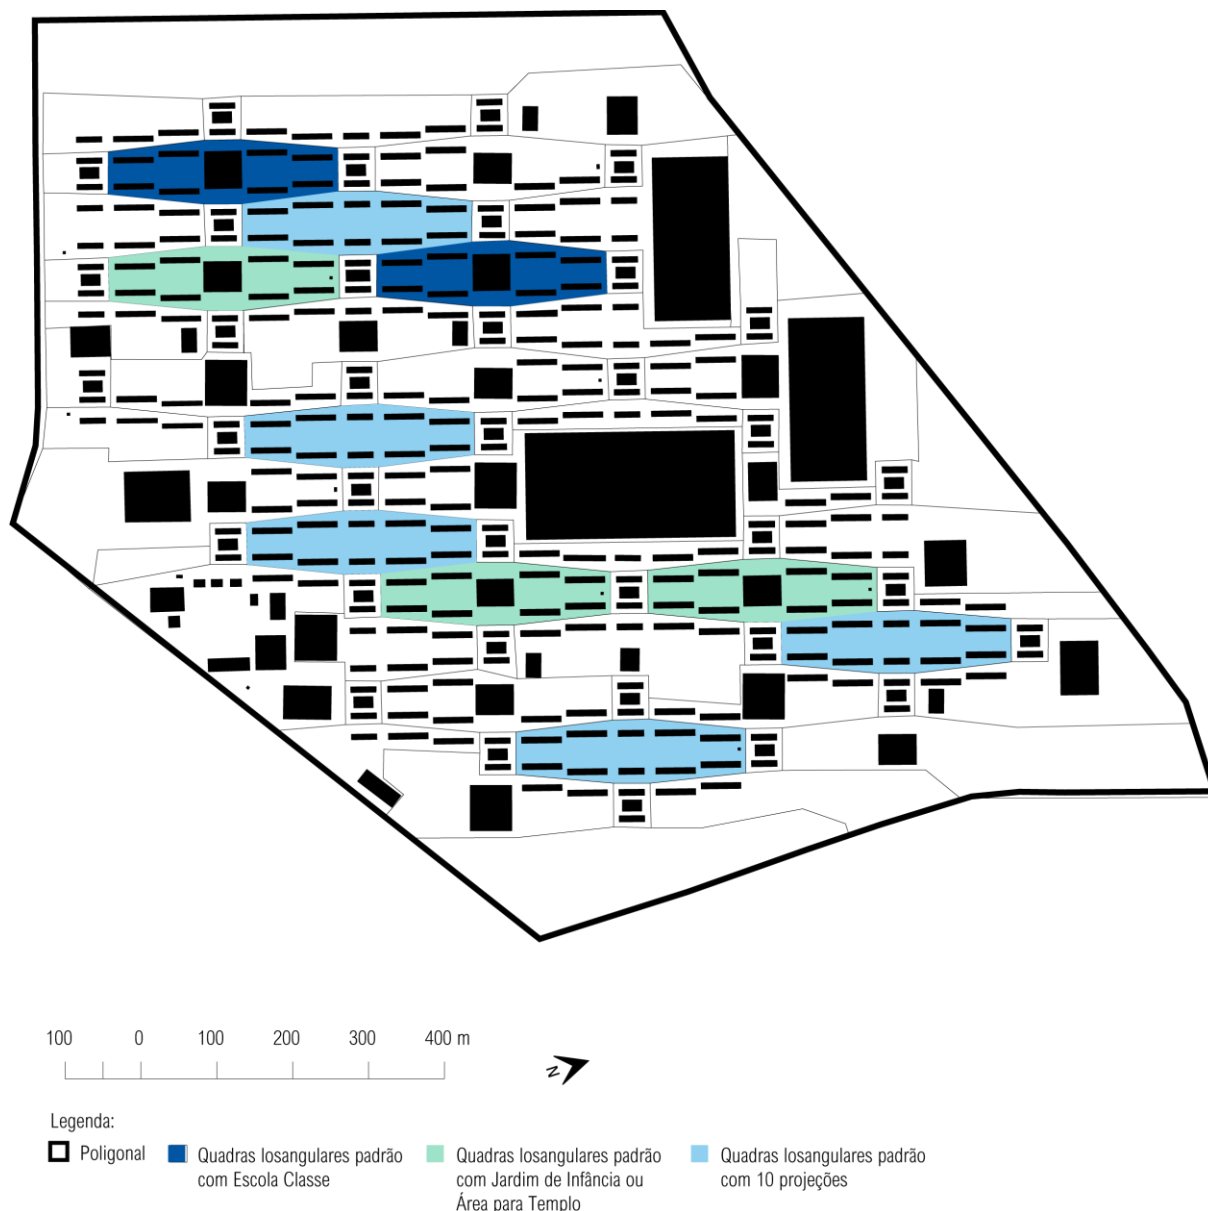 100 0 100 200 300 400 m
N
Legenda:
Poligonal
Quadras losangulares padrão
com Escola Classe
Quadras losangulares padrão
com Jardim de Infância ou
Área para Templo
Quadras losangulares padrão
com 10 projeções